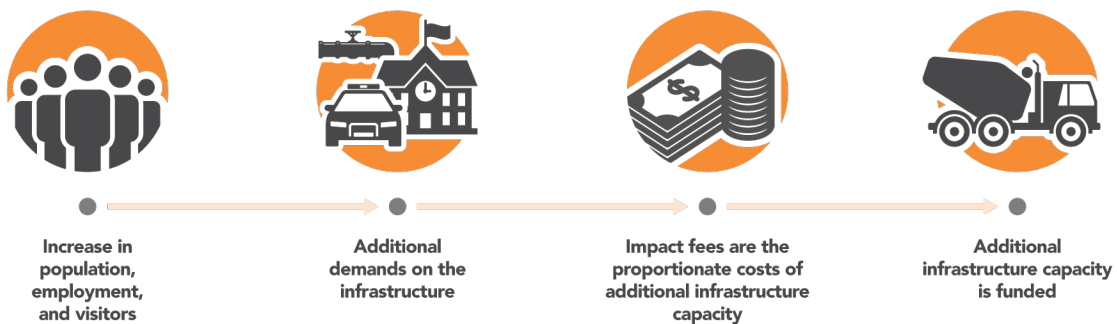 $
Increase in
population,
employment,
and visitors
Additional
demands on the
infrastructure
Impact fees are the
proportionate costs of
additional infrastructure
capacity
Additional
infrastructure capacity
is funded